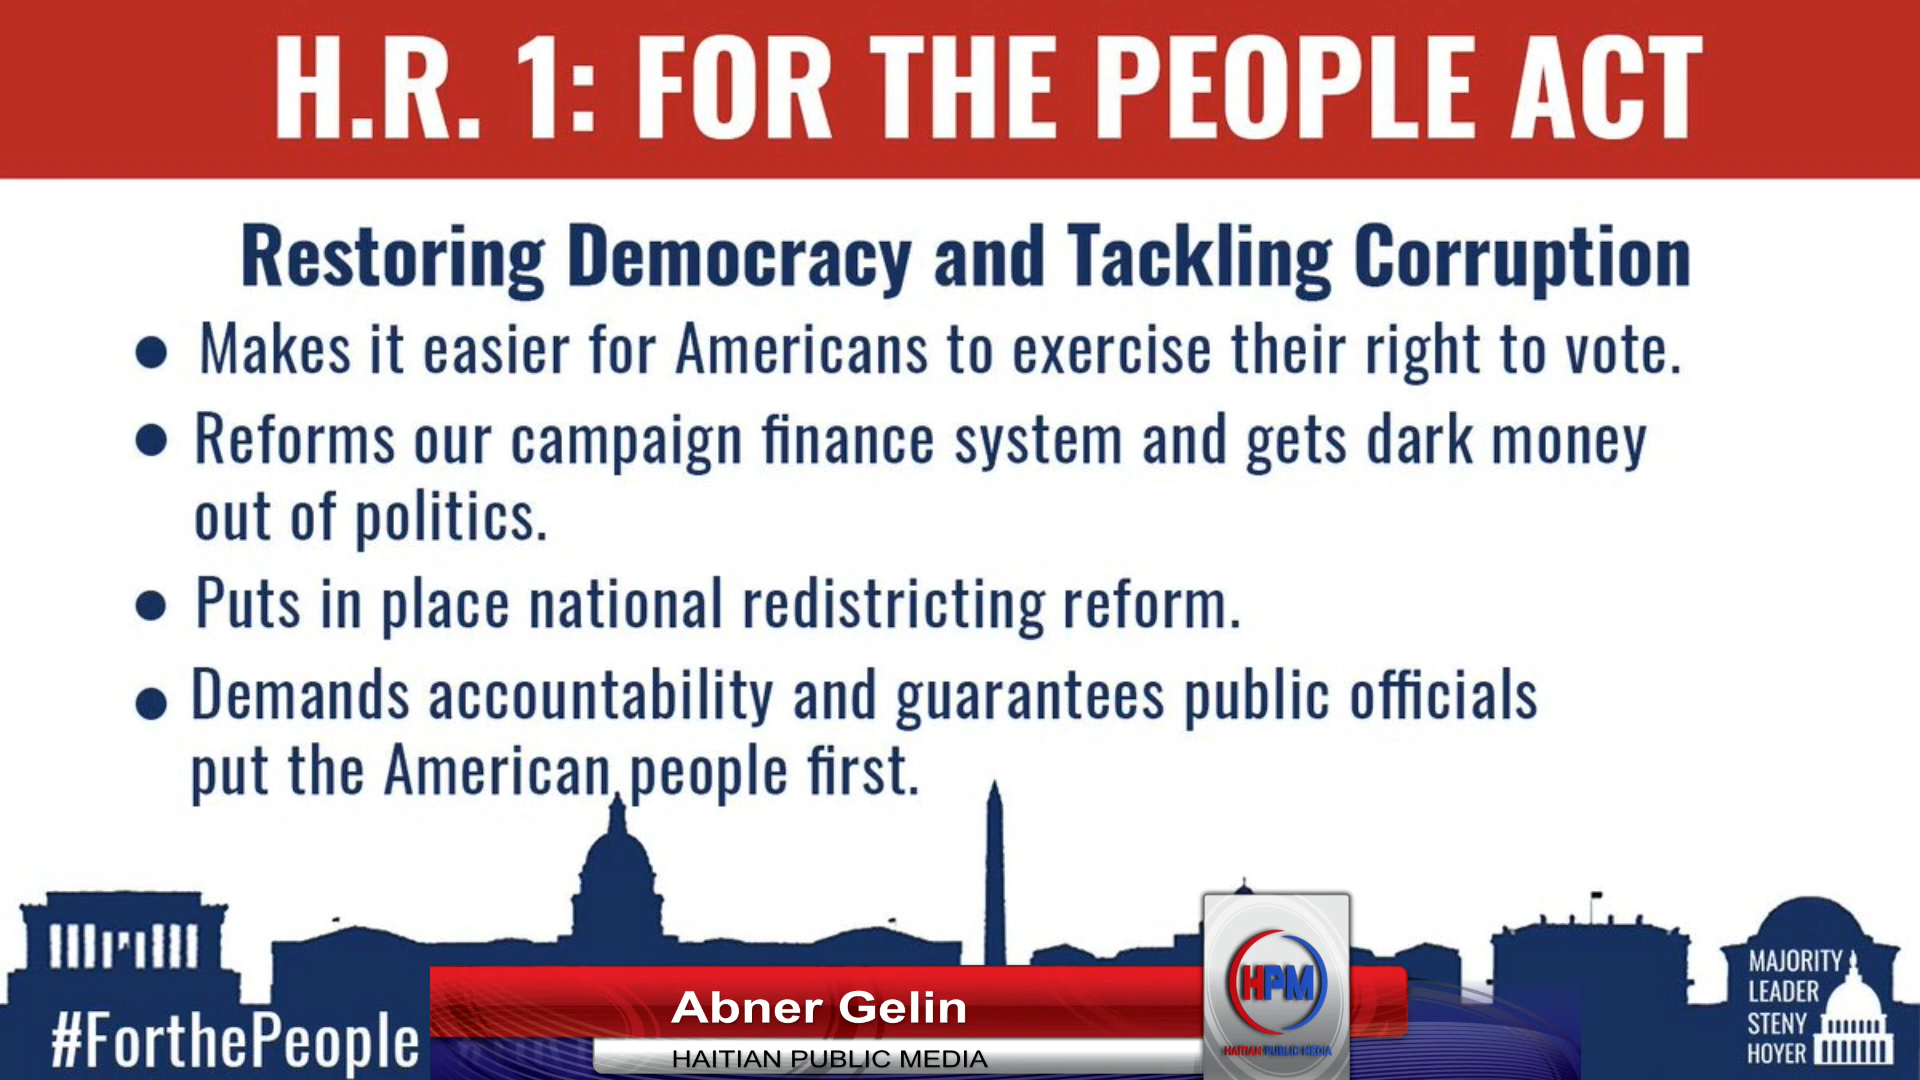 H.R. 1: FOR THE PEOPLE ACT
Restoring Democracy and Tackling Corruption
● Makes it easier for Americans to exercise their right to vote.
● Reforms our campaign finance system and gets dark money
out of politics.
● Puts in place national redistricting reform.
● Demands accountability and guarantees public officials
put the American people first.
#ForthePeople
Abner Gelin
HAITIAN PUBLIC MEDIA
HPM
HAITIAN PUBLIC MEDIA
MAJORITY
LEADER
STENY
HOYER